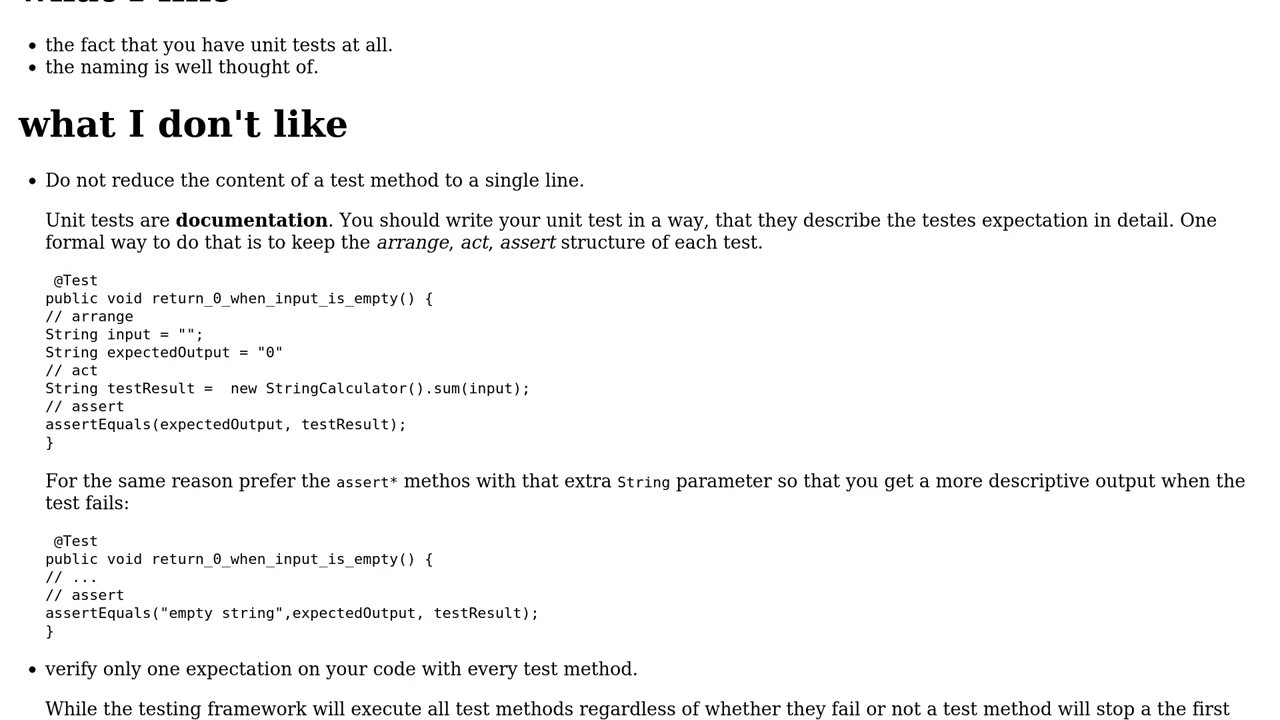 what I like
the fact that you have unit tests at all.
the naming is well thought of.
what I don't like
Do not reduce the content of a test method to a single line.
Unit tests are documentation. You should write your unit test in a way, that they describe the testes expectation in detail. One
formal way to do that is to keep the arrange, act, assert structure of each test.
@Test
public void return_0_when_input_is_empty() {
// arrange
String input = "";
String expectedOutput = "0"
// act
String testResult =  new StringCalculator().sum(input);
// assert
assertEquals(expectedOutput, testResult);
}
For the same reason prefer the assert* methos with that extra String parameter so that you get a more descriptive output when the
test fails:
@Test
public void return_0_when_input_is_empty() {
// ...
// assert
assertEquals("empty string",expectedOutput, testResult);
}
verify only one expectation on your code with every test method.
While the testing framework will execute all test methods regardless of whether they fail or not a test method will stop a the first